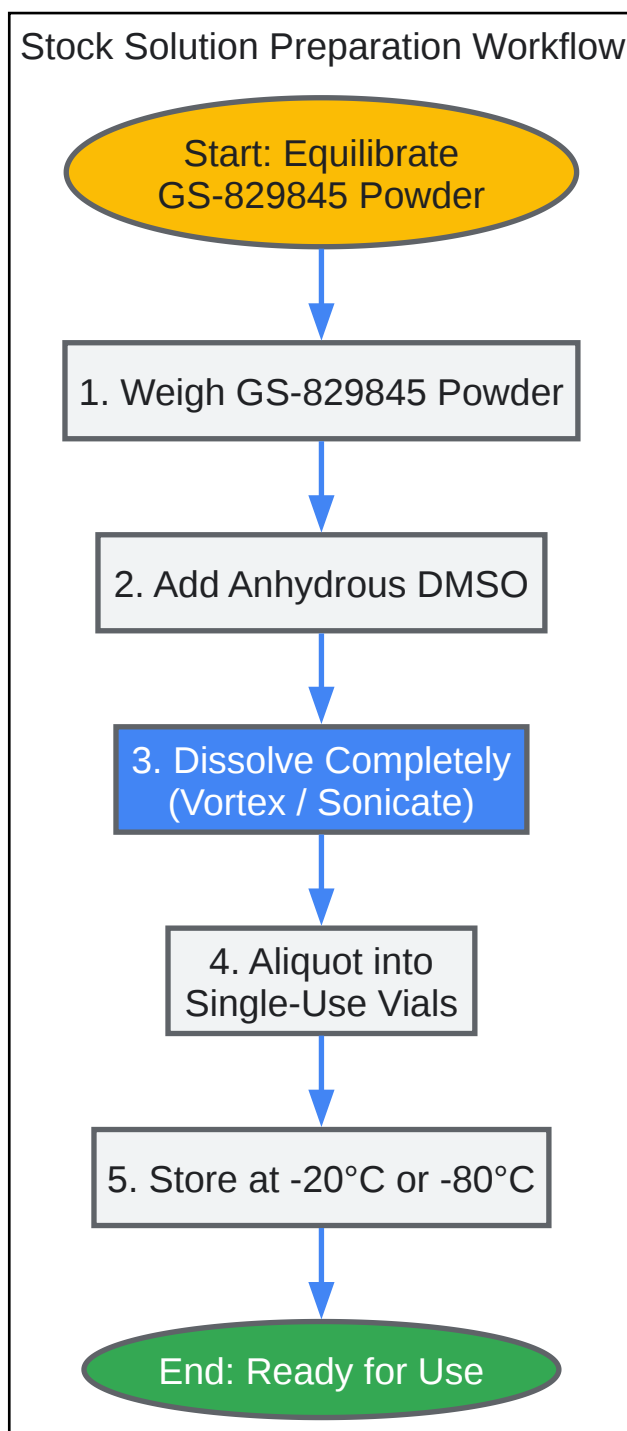 Stock Solution Preparation Workflow
Start: Equilibrate
GS-829845 Powder
1. Weigh GS-829845 Powder
2. Add Anhydrous DMSO
3. Dissolve Completely
(Vortex / Sonicate)
4. Aliquot into
Single-Use Vials
5. Store at -20°C or -80°C
End: Ready for Use